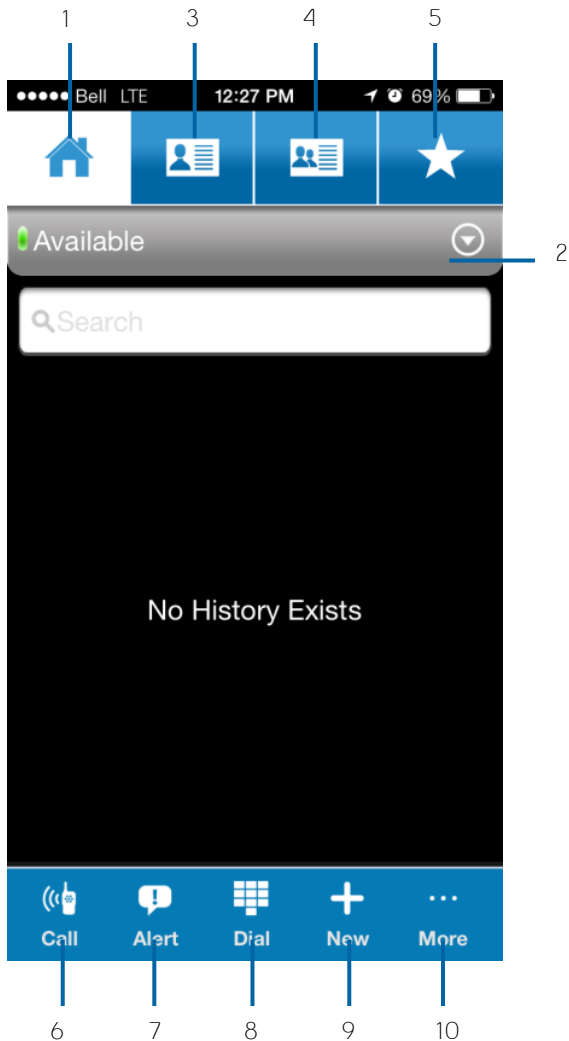 1 3 4 5
Bell LTE 12:27 PM 69%
Available
2
Search
No History Exists
Call Alert Dial New More
6 7 8 9 10